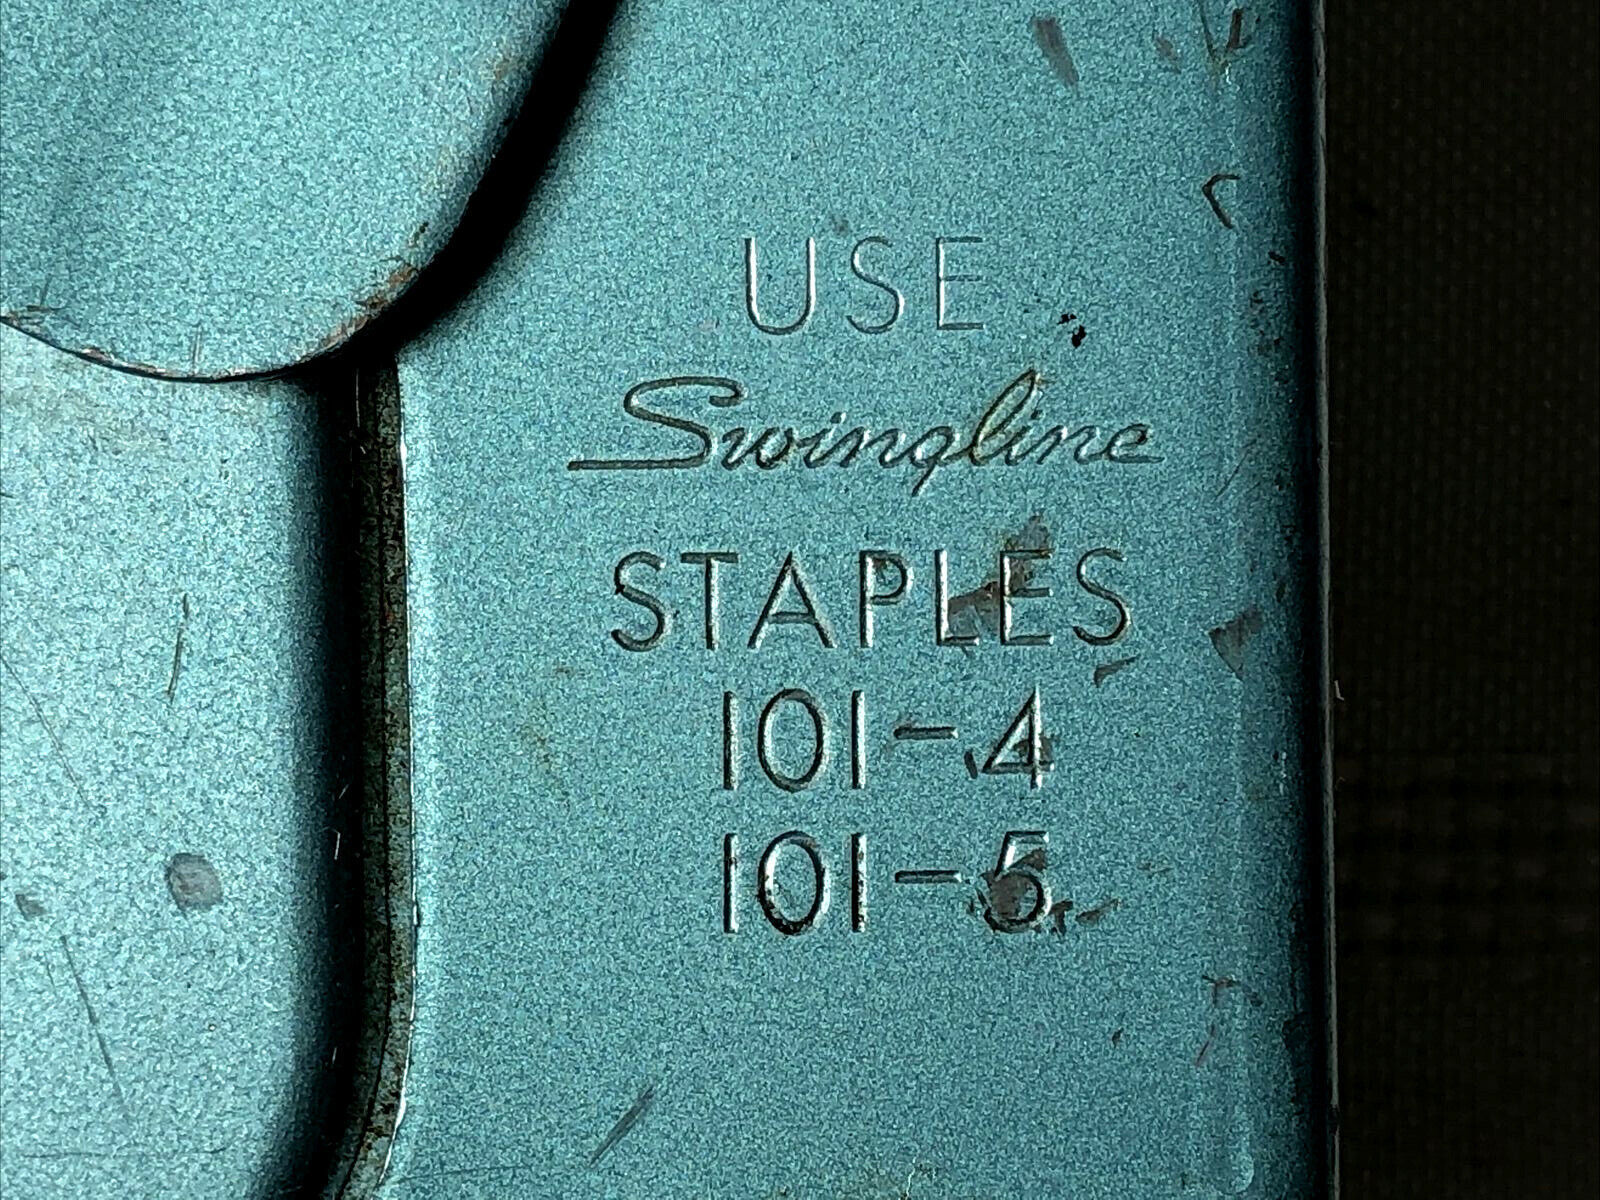 USE
Swingline
STAPLES
101-4
101-5